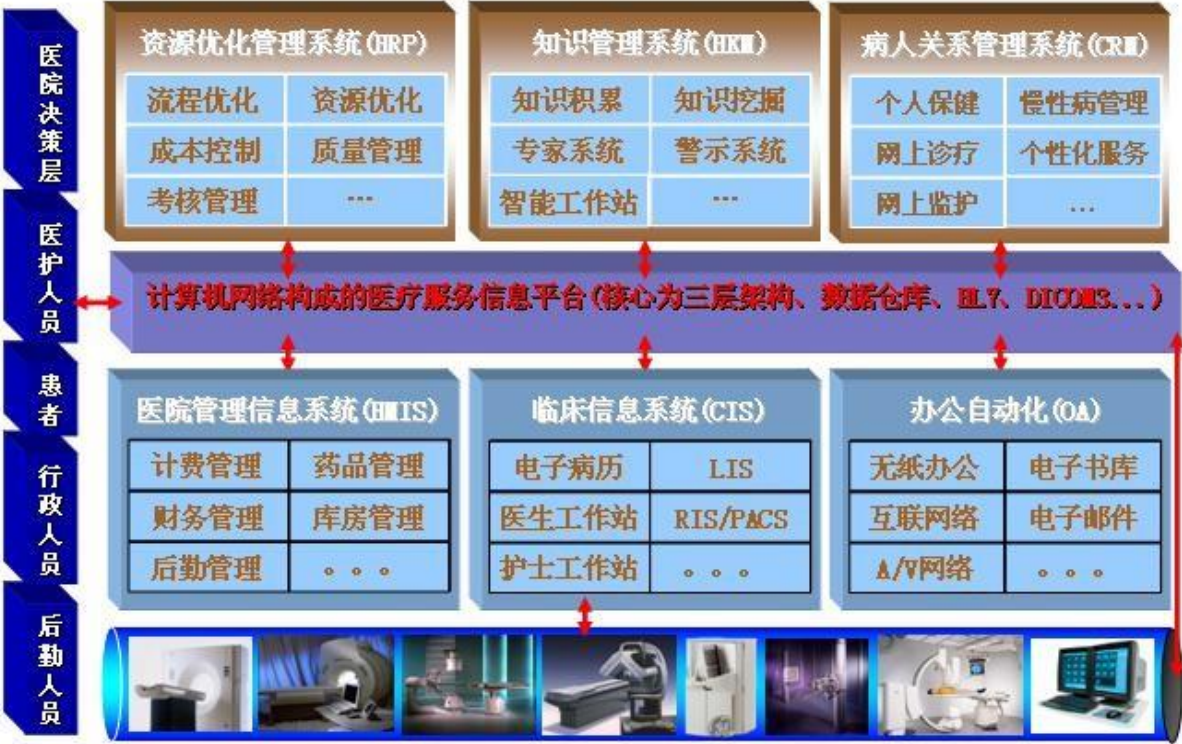 医院决策层
医护人员
患者
行政人员
后勤人员
资源优化管理系统(HRP)
流程优化 资源优化
成本控制 质量管理
考核管理 ...
知识管理系统(HKM)
知识积累 知识挖掘
专家系统 警示系统
智能工作站 ...
病人关系管理系统(CRM)
个人保健 慢性病管理
网上诊疗 个性化服务
网上监护 ...
计算机网络构成的医疗服务信息平台(核心为三层架构、数据仓库、HL7、DICOM3...)
医院管理信息系统(HMIS)
计费管理 药品管理
财务管理 库房管理
后勤管理 。。。
临床信息系统(CIS)
电子病历 LIS
医生工作站 RIS/PACS
护士工作站 。。。
办公自动化(OA)
无纸办公 电子书库
互联网络 电子邮件
A/V网络 。。。